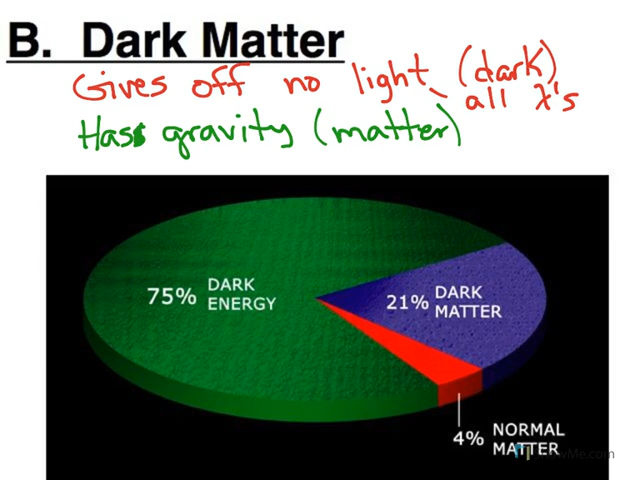 B. Dark Matter
Gives off no light (dark)
all λ's
Has gravity (matter)
75% DARK ENERGY
21% DARK MATTER
4% NORMAL MATTER